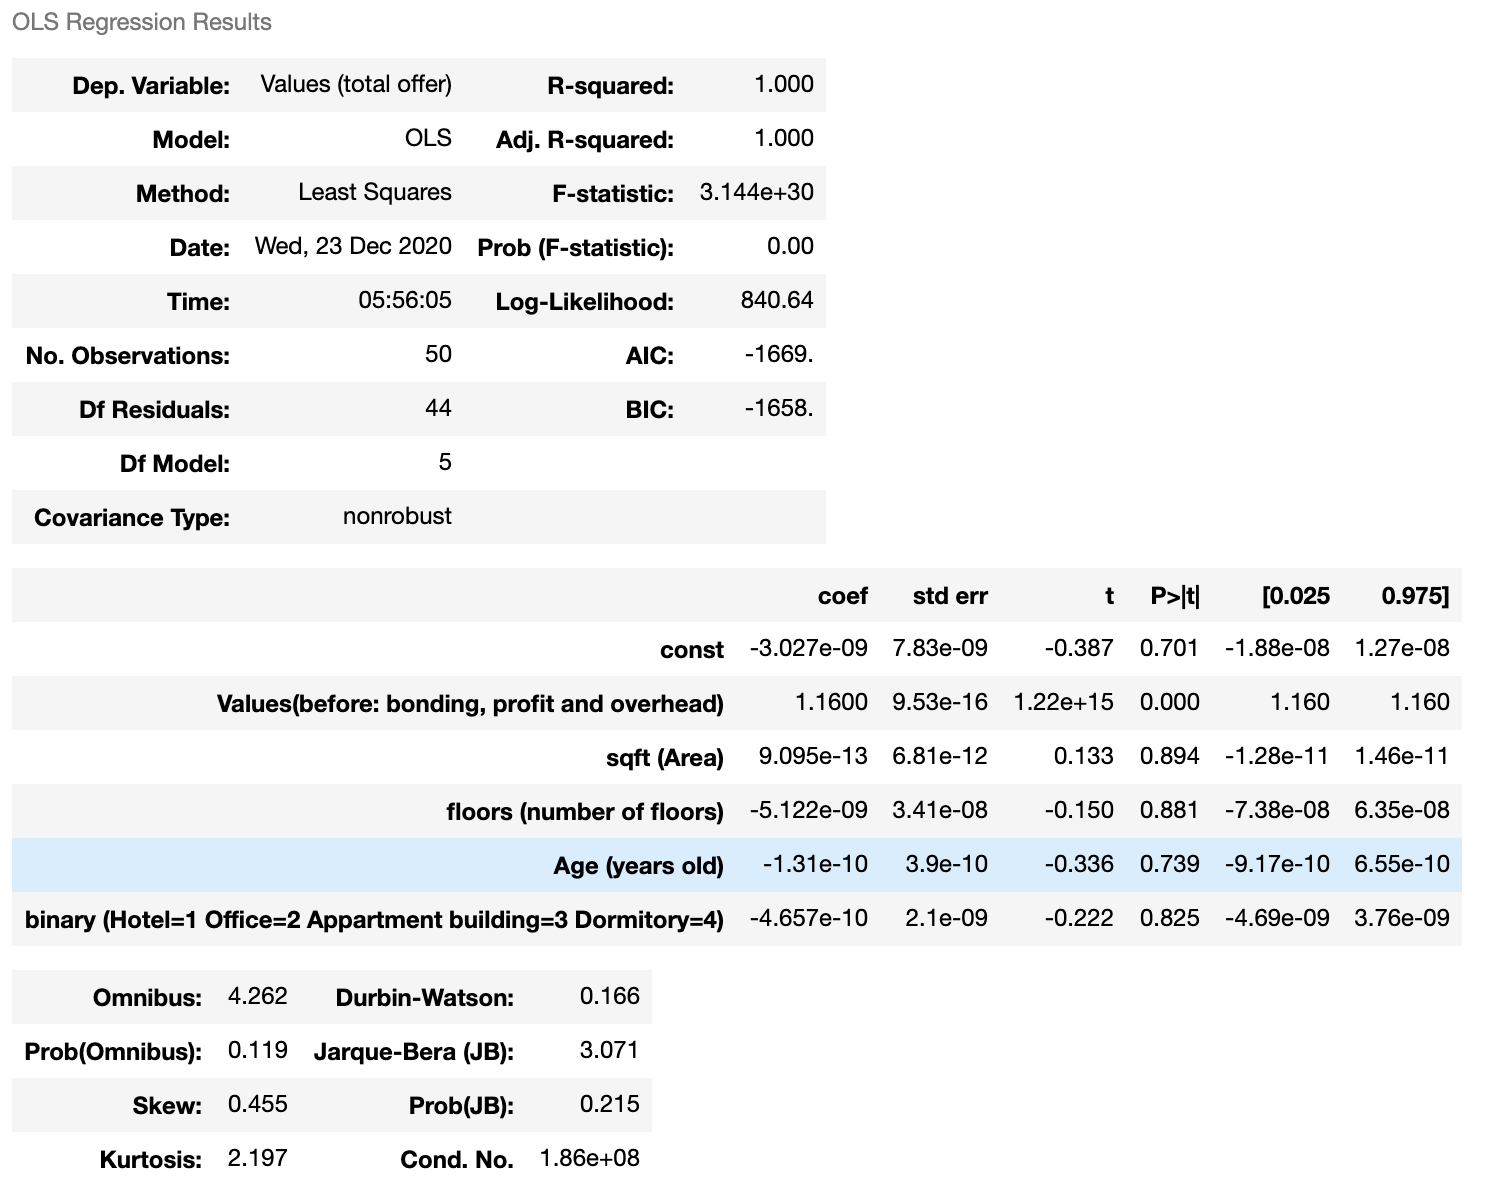 OLS Regression Results
Dep. Variable: Values (total offer) R-squared: 1.000
Model: OLS Adj. R-squared: 1.000
Method: Least Squares F-statistic: 3.144e+30
Date: Wed, 23 Dec 2020 Prob (F-statistic): 0.00
Time: 05:56:05 Log-Likelihood: 840.64
No. Observations: 50 AIC: -1669.
Df Residuals: 44 BIC: -1658.
Df Model: 5
Covariance Type: nonrobust
coef std err t P>|t| [0.025 0.975]
const -3.027e-09 7.83e-09 -0.387 0.701 -1.88e-08 1.27e-08
Values(before: bonding, profit and overhead) 1.1600 9.53e-16 1.22e+15 0.000 1.160 1.160
sqft (Area) 9.095e-13 6.81e-12 0.133 0.894 -1.28e-11 1.46e-11
floors (number of floors) -5.122e-09 3.41e-08 -0.150 0.881 -7.38e-08 6.35e-08
Age (years old) -1.31e-10 3.9e-10 -0.336 0.739 -9.17e-10 6.55e-10
binary (Hotel=1 Office=2 Appartment building=3 Dormitory=4) -4.657e-10 2.1e-09 -0.222 0.825 -4.69e-09 3.76e-09
Omnibus: 4.262 Durbin-Watson: 0.166
Prob(Omnibus): 0.119 Jarque-Bera (JB): 3.071
Skew: 0.455 Prob(JB): 0.215
Kurtosis: 2.197 Cond. No. 1.86e+08